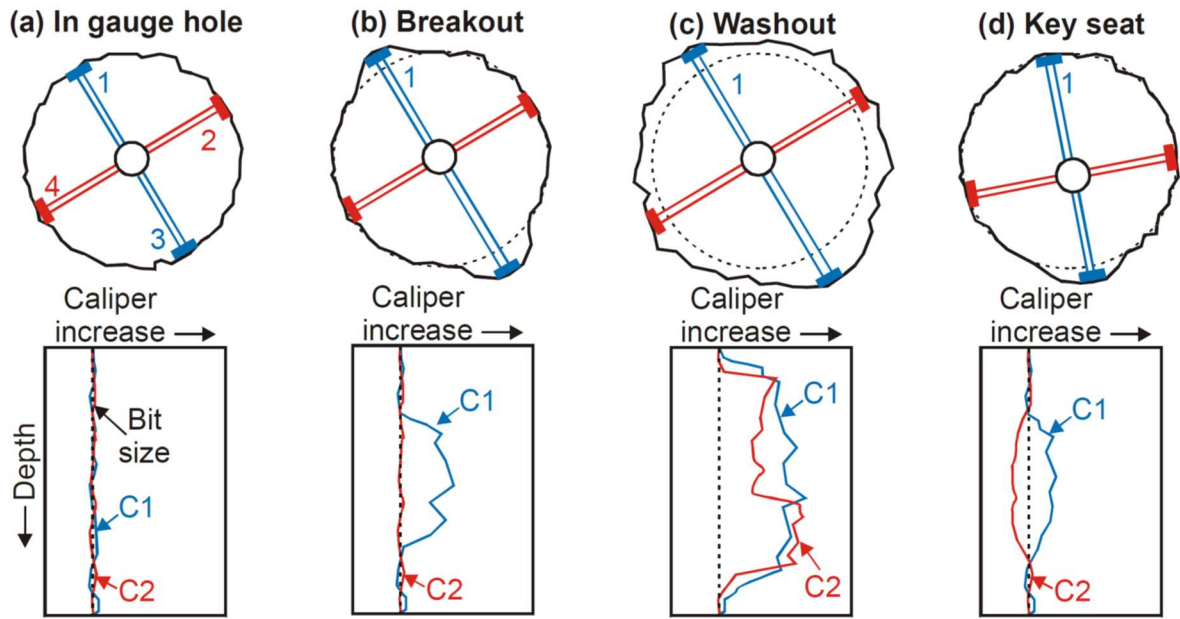 (a) In gauge hole
(b) Breakout
(c) Washout
(d) Key seat
1
2
4
3
1
1
1
Caliper
increase
Caliper
increase
Caliper
increase
Caliper
increase
Depth
Bit
size
C1
C2
C1
C2
C1
C2
C1
C2